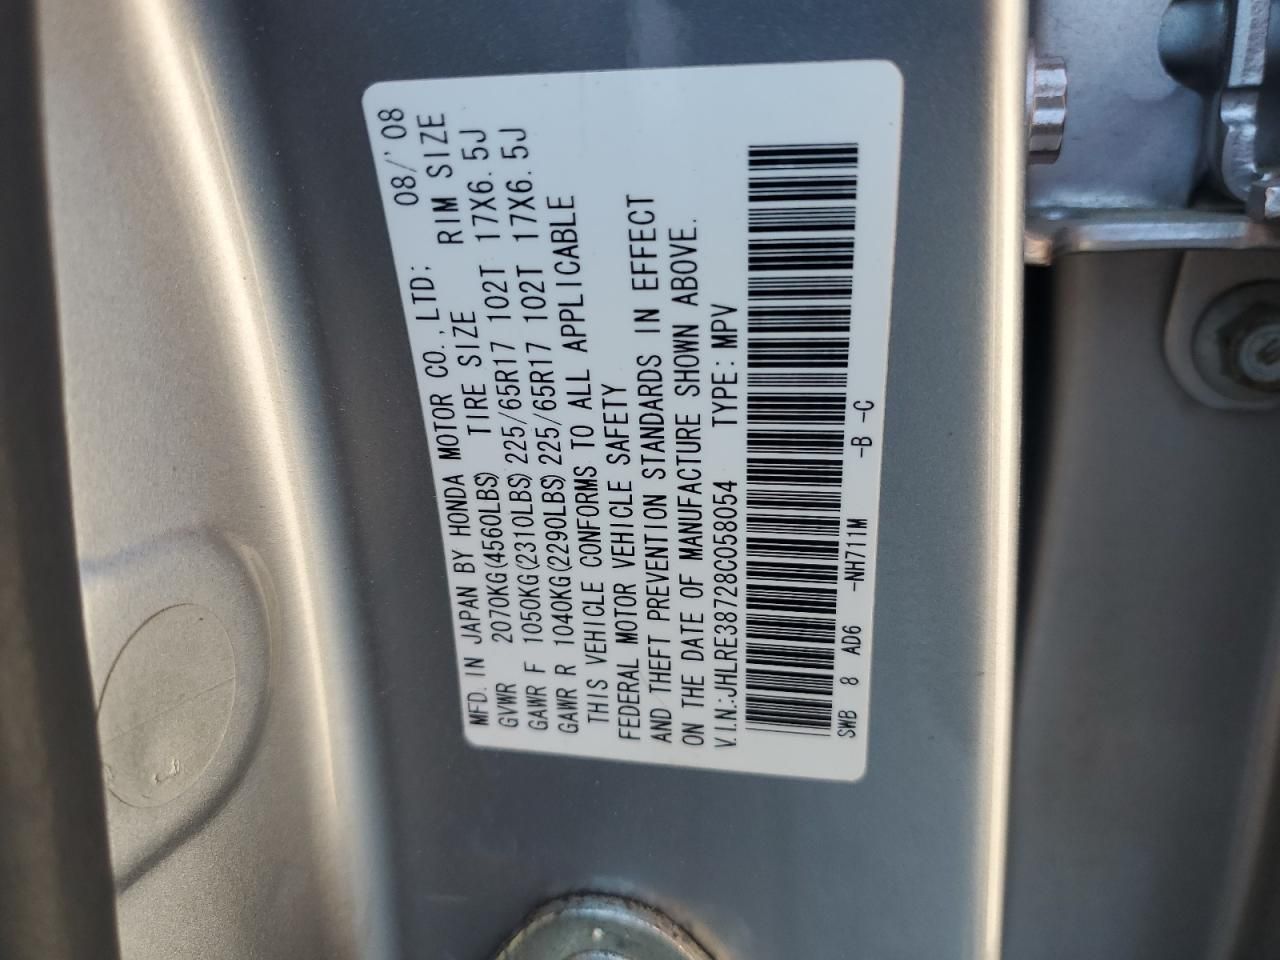 MFD. IN JAPAN BY HONDA MOTOR CO., LTD; 08/'08
GVWR 2070KG(4560LBS) TIRE SIZE RIM SIZE
GAWR F 1050KG(2310LBS) 225/65R17 102T 17X6.5J
GAWR R 1040KG(2290LBS) 225/65R17 102T 17X6.5J
THIS VEHICLE CONFORMS TO ALL APPLICABLE
FEDERAL MOTOR VEHICLE SAFETY
AND THEFT PREVENTION STANDARDS IN EFFECT
ON THE DATE OF MANUFACTURE SHOWN ABOVE.
V.I.N.:JHLRE38728C058054 TYPE: MPV
SWB 8 AD6 -NH711M -B -C